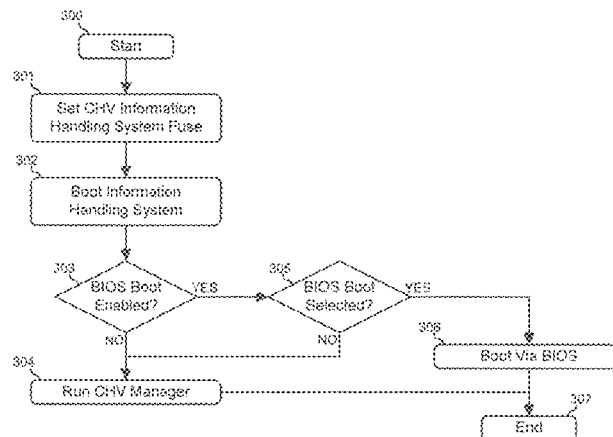 300
Start
301
Set CHV Information
Handling System Fuse
302
Boot Information
Handling System
303
BIOS Boot
Enabled?
YES
NO
305
BIOS Boot
Selected?
YES
NO
306
Boot Via BIOS
304
Run CHV Manager
307
End